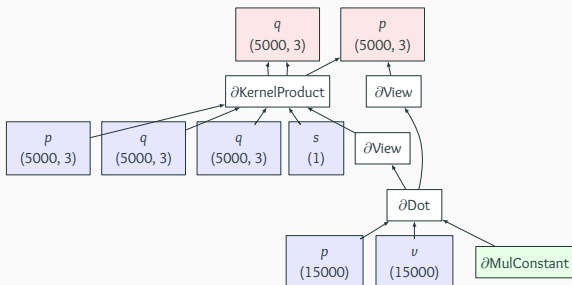 q
(5000, 3)
p
(5000, 3)
∂KernelProduct
∂View
p
(5000, 3)
q
(5000, 3)
q
(5000, 3)
s
(1)
∂View
∂Dot
p
(15000)
υ
(15000)
∂MulConstant